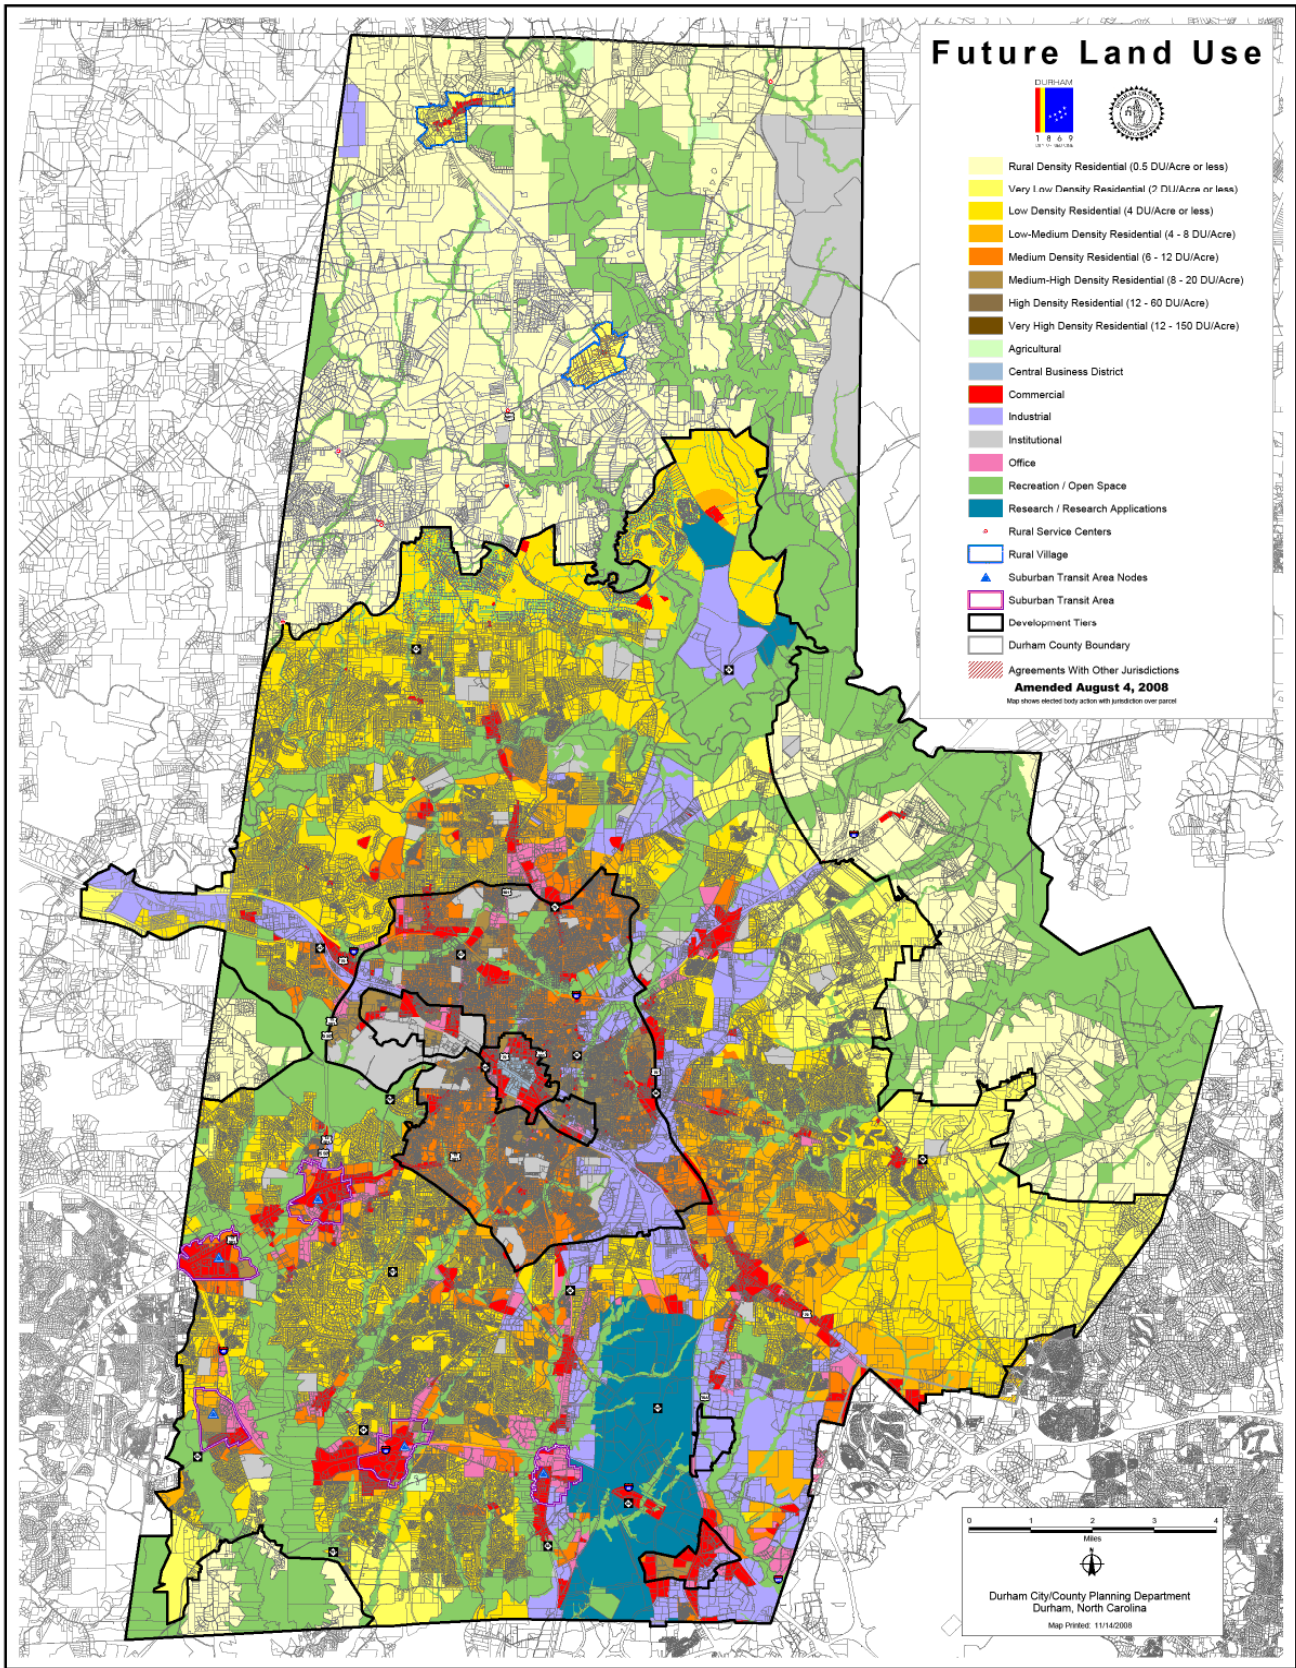 Future Land Use
DURHAM
1 8 6 9
Rural Density Residential (0.5 DU/Acre or less)
Very Low Density Residential (2 DU/Acre or less)
Low Density Residential (4 DU/Acre or less)
Low-Medium Density Residential (4 - 8 DU/Acre)
Medium Density Residential (6 - 12 DU/Acre)
Medium-High Density Residential (8 - 20 DU/Acre)
High Density Residential (12 - 60 DU/Acre)
Very High Density Residential (12 - 150 DU/Acre)
Agricultural
Central Business District
Commercial
Industrial
Institutional
Office
Recreation / Open Space
Research / Research Applications
Rural Service Centers
Rural Village
Suburban Transit Area Nodes
Suburban Transit Area
Development Tiers
Durham County Boundary
Agreements With Other Jurisdictions
Amended August 4, 2008
Map shows elected body action with jurisdiction over parcel
0 1 2 3 4
Miles
N
Durham City/County Planning Department
Durham, North Carolina
Map Printed: 11/14/2008